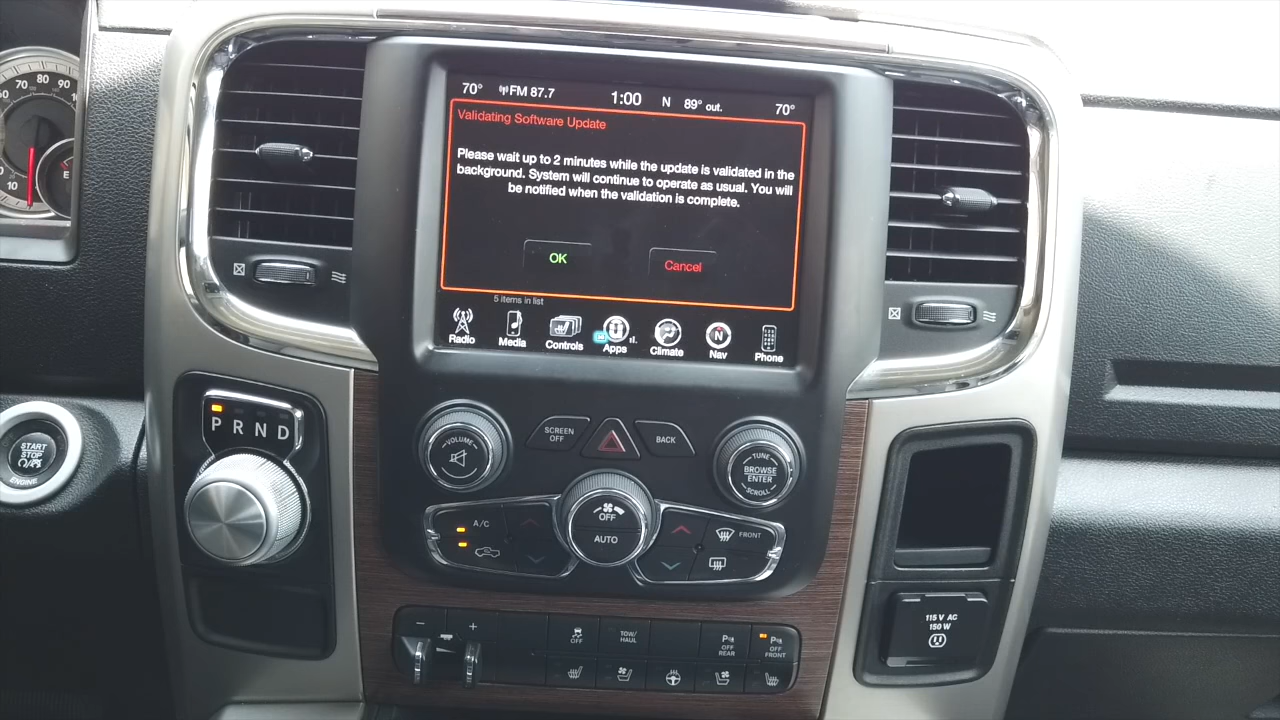 70° FM 87.7 1:00 N 89° out. 70°
Validating Software Update
Please wait up to 2 minutes while the update is validated in the
background. System will continue to operate as usual. You will
be notified when the validation is complete.
OK Cancel
5 items in list
Radio Media Controls Apps Climate Nav Phone
70 80 90
10
E
P R N D
START
STOP
ENGINE
VOLUME
SCREEN
OFF
BACK
TUNE
BROWSE
ENTER
SCROLL
A/C
OFF
AUTO
FRONT
− +
OFF
TOW/
HAUL
P
OFF
REAR
P
OFF
FRONT
115 V AC
150 W